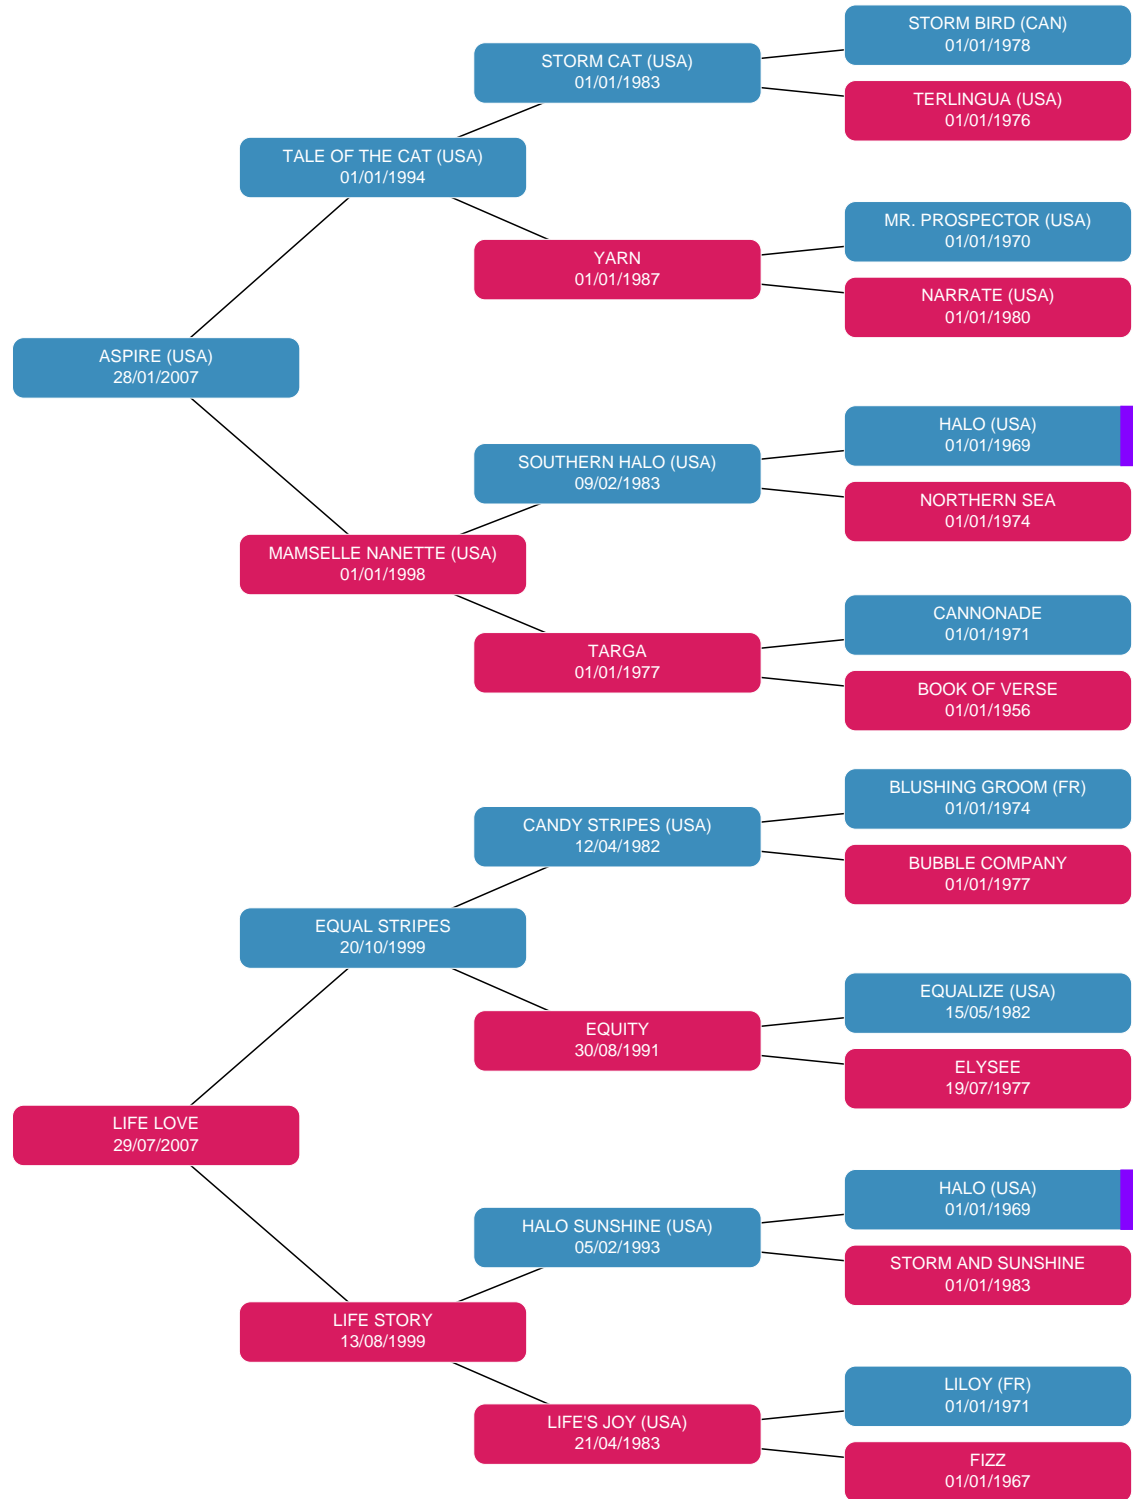 STORM BIRD (CAN)
01/01/1978
STORM CAT (USA)
01/01/1983
TERLINGUA (USA)
01/01/1976
TALE OF THE CAT (USA)
01/01/1994
MR. PROSPECTOR (USA)
01/01/1970
YARN
01/01/1987
NARRATE (USA)
01/01/1980
ASPIRE (USA)
28/01/2007
HALO (USA)
01/01/1969
SOUTHERN HALO (USA)
09/02/1983
NORTHERN SEA
01/01/1974
MAMSELLE NANETTE (USA)
01/01/1998
CANNONADE
01/01/1971
TARGA
01/01/1977
BOOK OF VERSE
01/01/1956
BLUSHING GROOM (FR)
01/01/1974
CANDY STRIPES (USA)
12/04/1982
BUBBLE COMPANY
01/01/1977
EQUAL STRIPES
20/10/1999
EQUALIZE (USA)
15/05/1982
EQUITY
30/08/1991
ELYSEE
19/07/1977
LIFE LOVE
29/07/2007
HALO (USA)
01/01/1969
HALO SUNSHINE (USA)
05/02/1993
STORM AND SUNSHINE
01/01/1983
LIFE STORY
13/08/1999
LILOY (FR)
01/01/1971
LIFE'S JOY (USA)
21/04/1983
FIZZ
01/01/1967